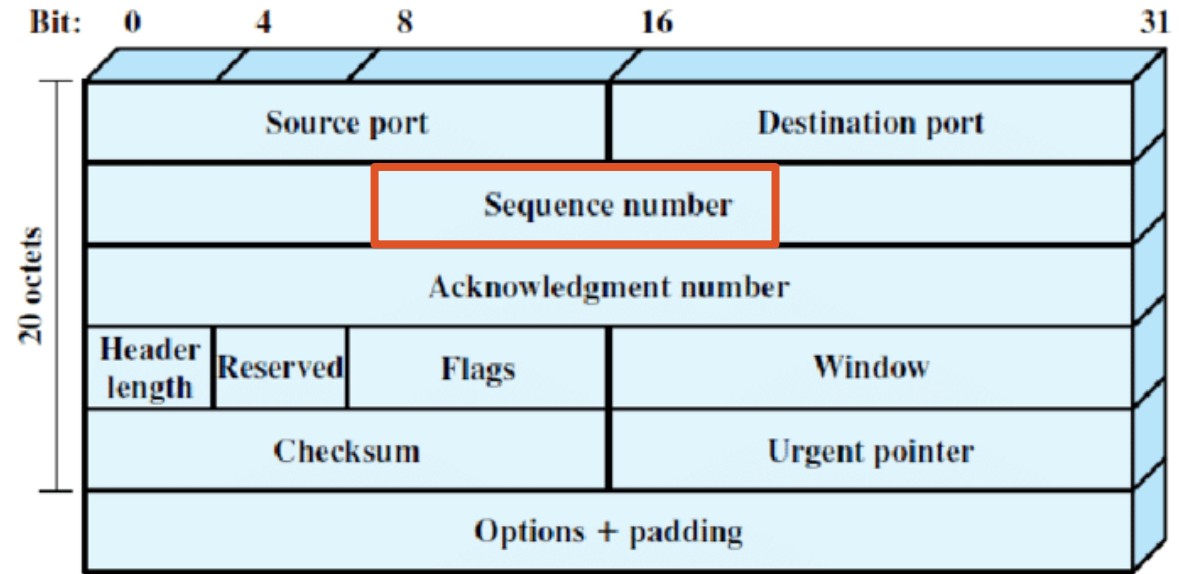 Bit: 0 4 8 16 31
Source port Destination port
Sequence number
Acknowledgment number
20 octets
Header length Reserved Flags Window
Checksum Urgent pointer
Options + padding